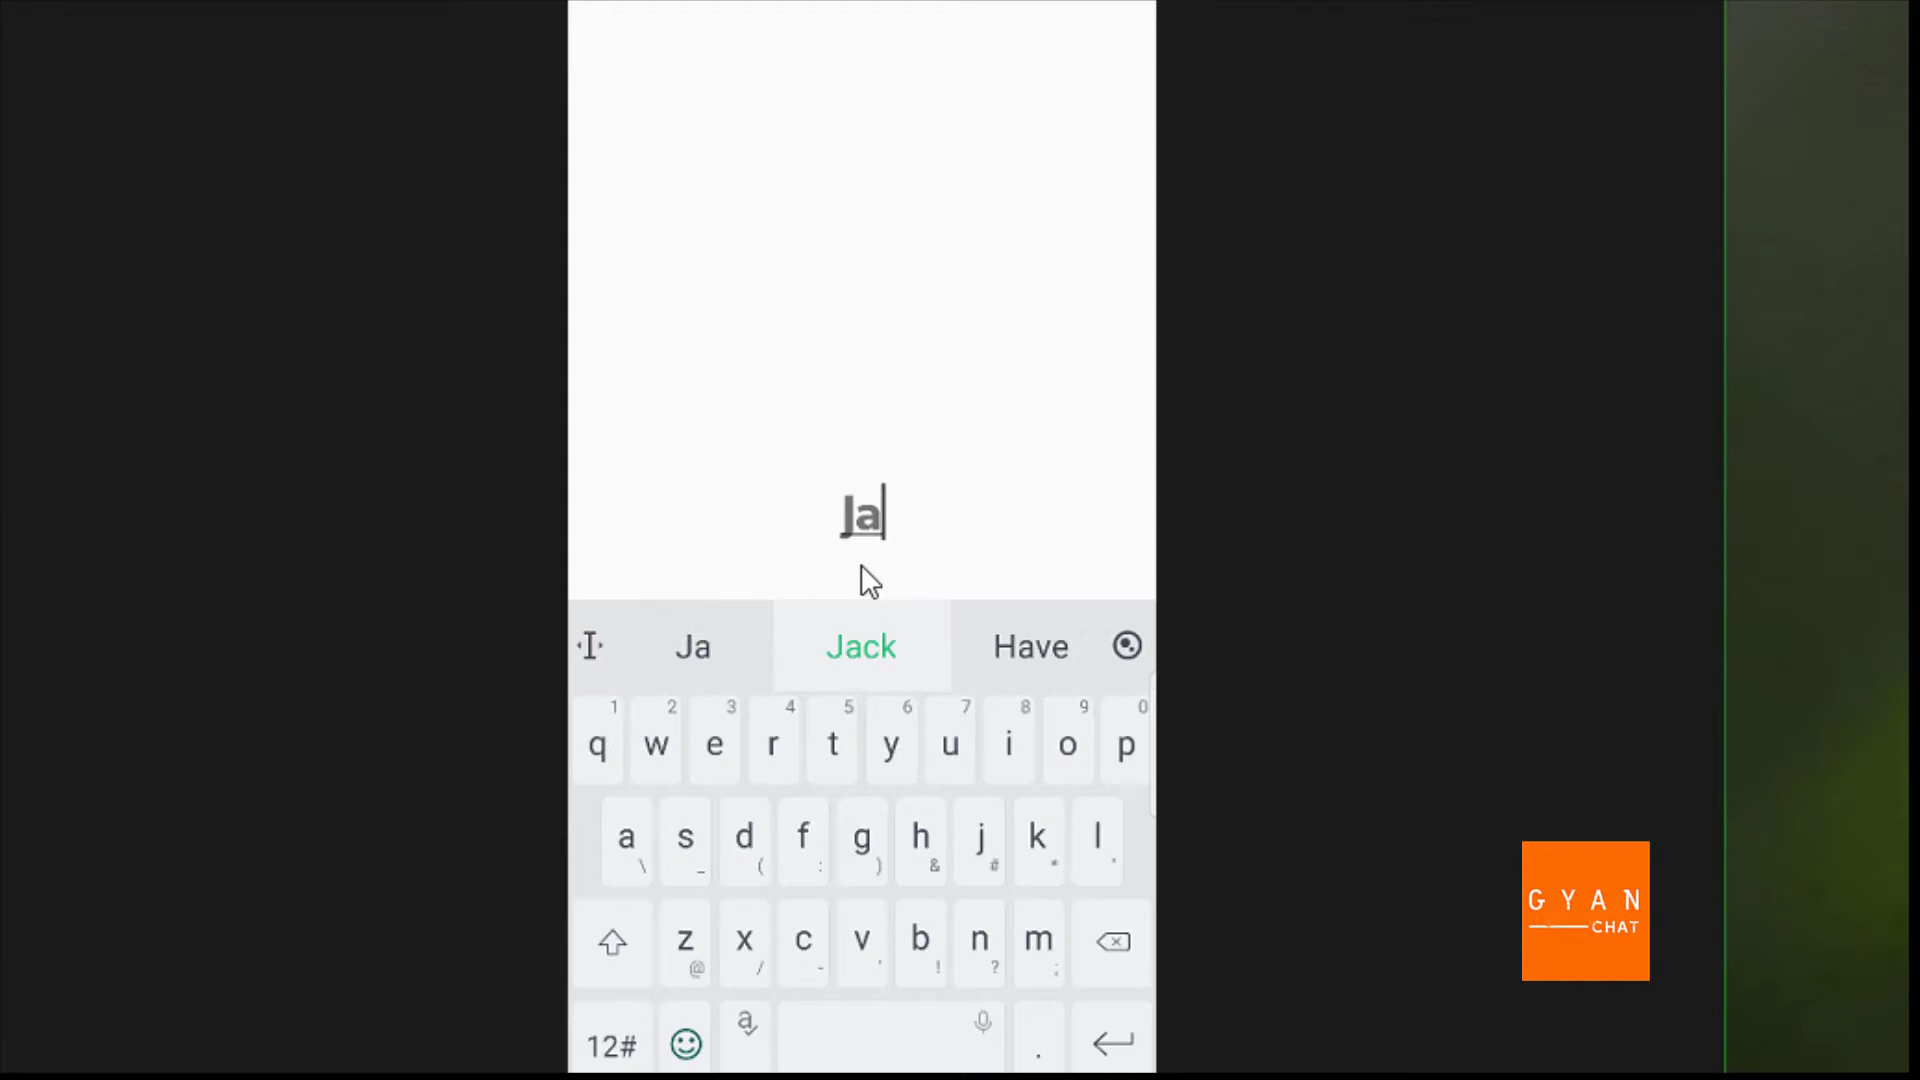 Ja
Ja Jack Have
1 2 3 4 5 6 7 8 9 0
q w e r t y u i o p
a s d f g h j k l
\ _ ( : ) & # * '
z x c v b n m
@ / - ' ! ? ;
12# a .
GYAN
CHAT